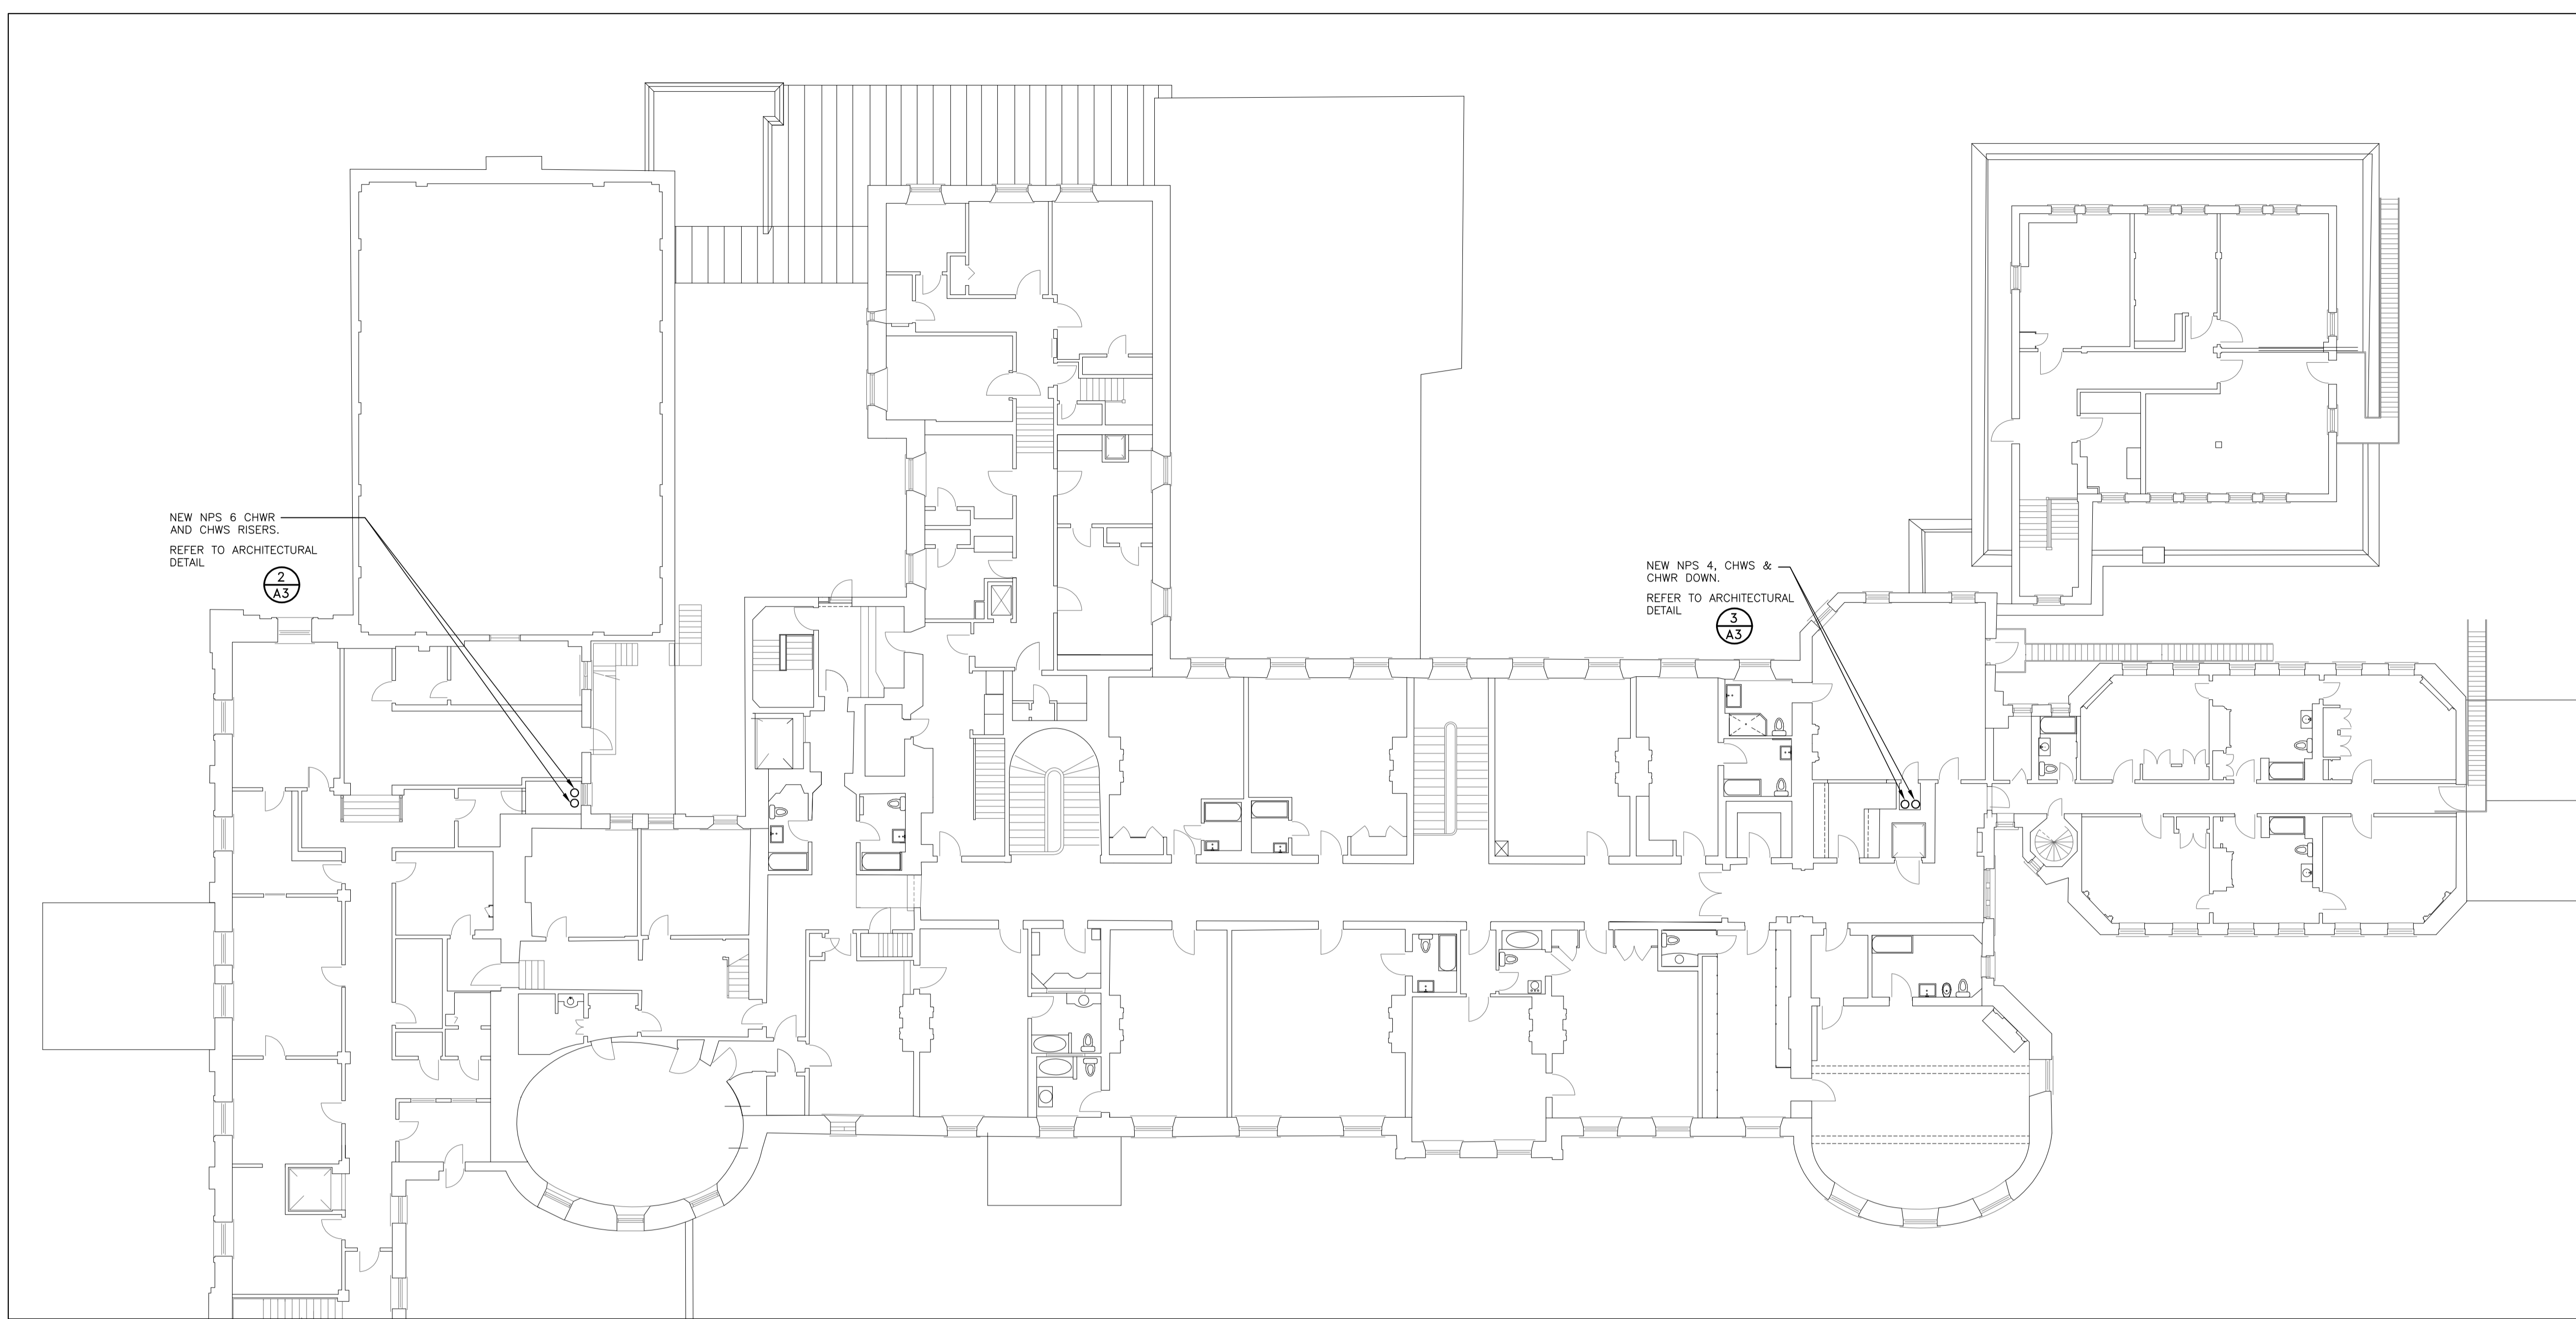 NEW NPS 6 CHWR
AND CHWS RISERS.
REFER TO ARCHITECTURAL
DETAIL
2
A3
NEW NPS 4, CHWS &
CHWR DOWN.
REFER TO ARCHITECTURAL
DETAIL
3
A3